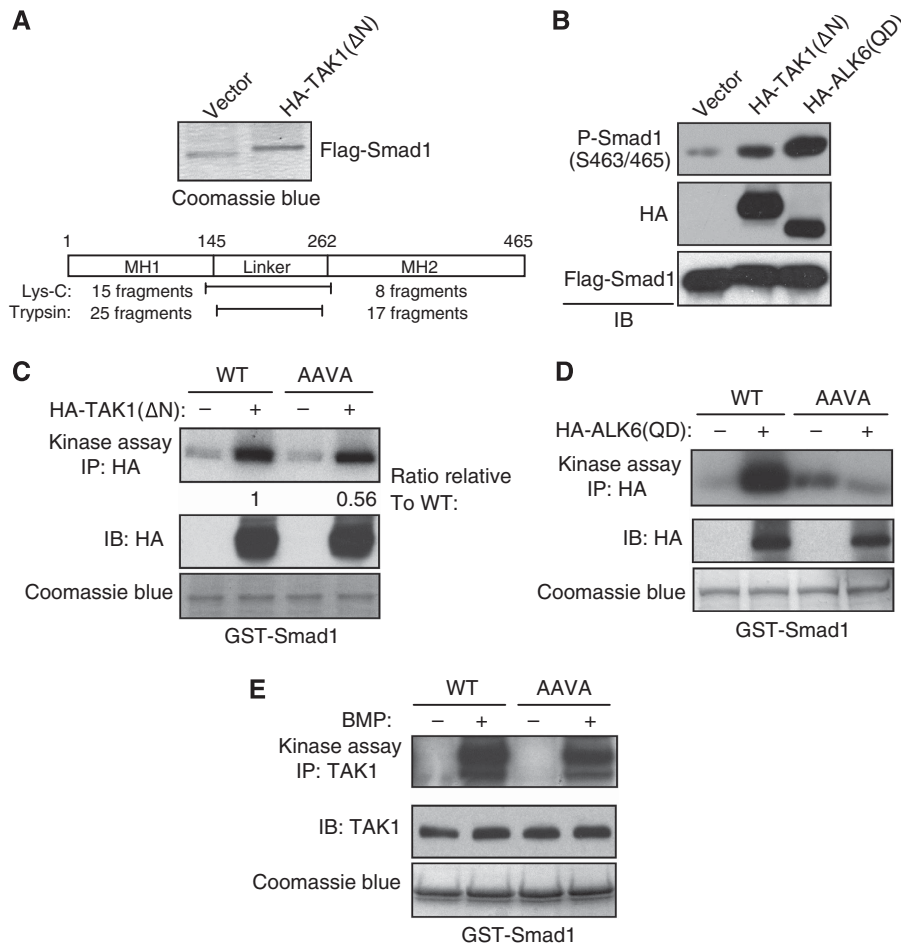 A
Vector
HA-TAK1(ΔN)
Flag-Smad1
Coomassie blue
1 145 262 465
MH1 Linker MH2
Lys-C: 15 fragments 8 fragments
Trypsin: 25 fragments 17 fragments
B
Vector
HA-TAK1(ΔN)
HA-ALK6(QD)
P-Smad1
(S463/465)
HA
Flag-Smad1
IB
C
WT AAVA
HA-TAK1(ΔN): – + – +
Kinase assay
IP: HA
Ratio relative
To WT:
1 0.56
IB: HA
Coomassie blue
GST-Smad1
D
WT AAVA
HA-ALK6(QD): – + – +
Kinase assay
IP: HA
IB: HA
Coomassie blue
GST-Smad1
E
WT AAVA
BMP: – + – +
Kinase assay
IP: TAK1
IB: TAK1
Coomassie blue
GST-Smad1